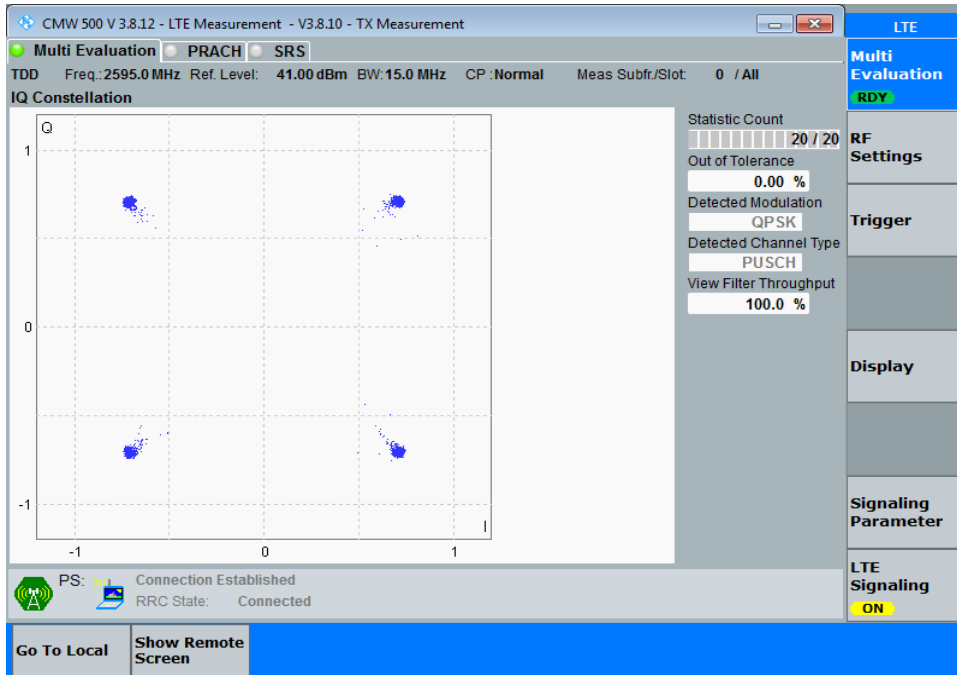 CMW 500 V 3.8.12 - LTE Measurement - V3.8.10 - TX Measurement
LTE
Multi Evaluation PRACH SRS
Multi
Evaluation
RDY
TDD Freq.: 2595.0 MHz Ref. Level: 41.00 dBm BW: 15.0 MHz CP : Normal Meas Subfr./Slot: 0 / All
IQ Constellation
Q
1
0
-1
I
-1 0 1
Statistic Count
20 / 20
Out of Tolerance
0.00 %
Detected Modulation
QPSK
Detected Channel Type
PUSCH
View Filter Throughput
100.0 %
RF
Settings
Trigger
Display
Signaling
Parameter
LTE
Signaling
ON
PS: Connection Established
RRC State: Connected
Go To Local
Show Remote
Screen